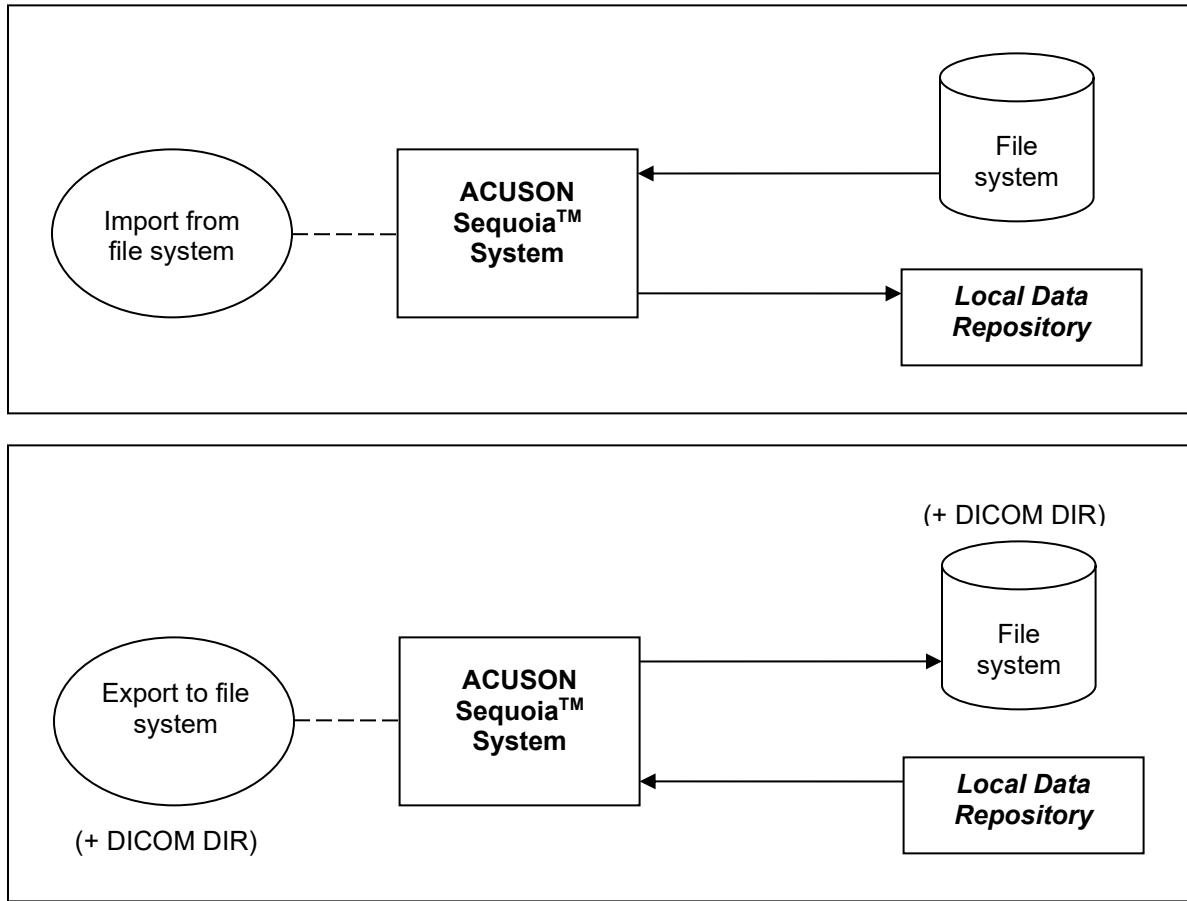 Import from
file system
ACUSON
Sequoia™
System
File
system
Local Data
Repository
(+ DICOM DIR)
Export to file
system
(+ DICOM DIR)
ACUSON
Sequoia™
System
File
system
Local Data
Repository